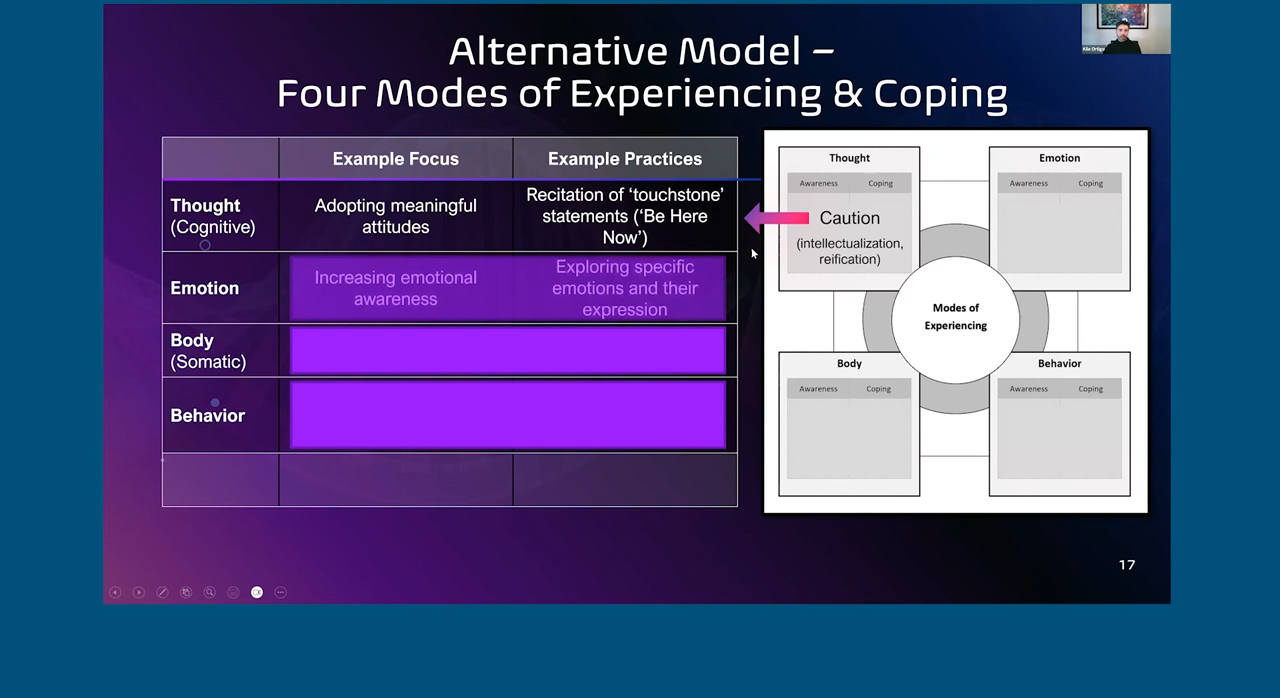 Alternative Model –
Four Modes of Experiencing & Coping
Example Focus
Example Practices
Thought
(Cognitive)
Adopting meaningful
attitudes
Recitation of ‘touchstone’
statements (‘Be Here
Now’)
Emotion
Increasing emotional
awareness
Exploring specific
emotions and their
expression
Body
(Somatic)
Behavior
Thought
Awareness Coping
Caution
(intellectualization,
reification)
Emotion
Awareness Coping
Modes of
Experiencing
Body
Awareness Coping
Behavior
Awareness Coping
17